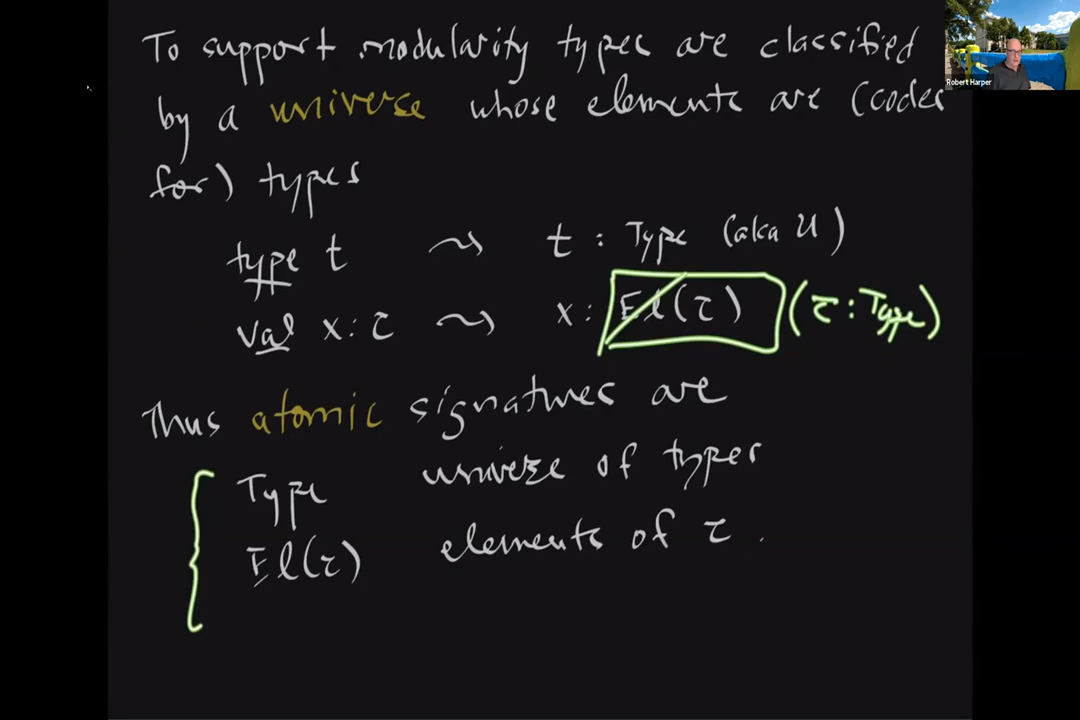 To support modularity types are classified
by a universe whose elements are (codes
for) types
type t ⇝ t : Type (aka U)
val x : τ ⇝ x : El(τ) (τ : Type)
Thus atomic signatures are
Type universe of types
El(τ) elements of τ.
Robert Harper